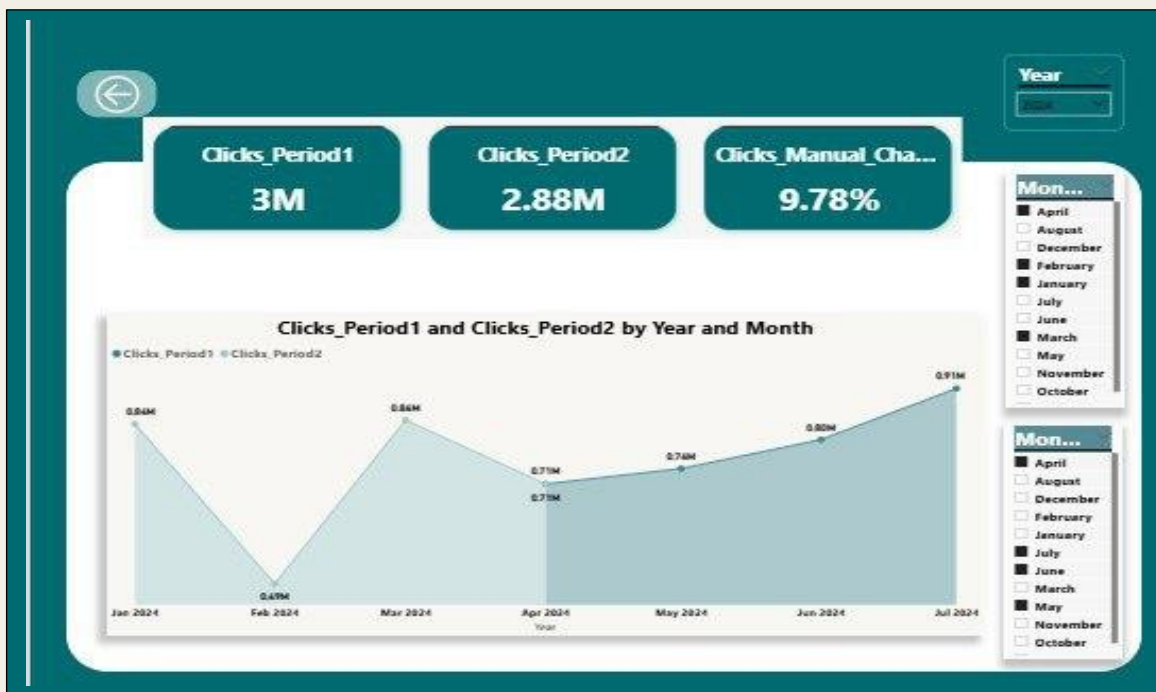 Year
2024
Clicks_Period1
3M
Clicks_Period2
2.88M
Clicks_Manual_Cha...
9.78%
Mon...
April
August
December
February
January
July
June
March
May
November
October
Clicks_Period1 and Clicks_Period2 by Year and Month
Clicks_Period1 Clicks_Period2
0.84M
0.49M
0.86M
0.71M
0.71M
0.76M
0.80M
0.91M
Jan 2024 Feb 2024 Mar 2024 Apr 2024 May 2024 Jun 2024 Jul 2024
Year
Mon...
April
August
December
February
January
July
June
March
May
November
October